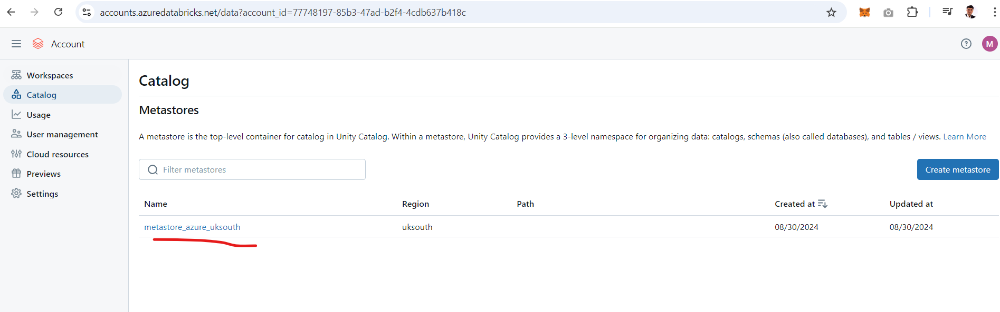 accounts.azuredatabricks.net/data?account_id=77748197-85b3-47ad-b2f4-4cdb637b418c
Account
M
Workspaces
Catalog
Usage
User management
Cloud resources
Previews
Settings
Catalog
Metastores
A metastore is the top-level container for catalog in Unity Catalog. Within a metastore, Unity Catalog provides a 3-level namespace for organizing data: catalogs, schemas (also called databases), and tables / views. Learn More
Filter metastores
Create metastore
Name Region Path Created at Updated at
metastore_azure_uksouth uksouth 08/30/2024 08/30/2024